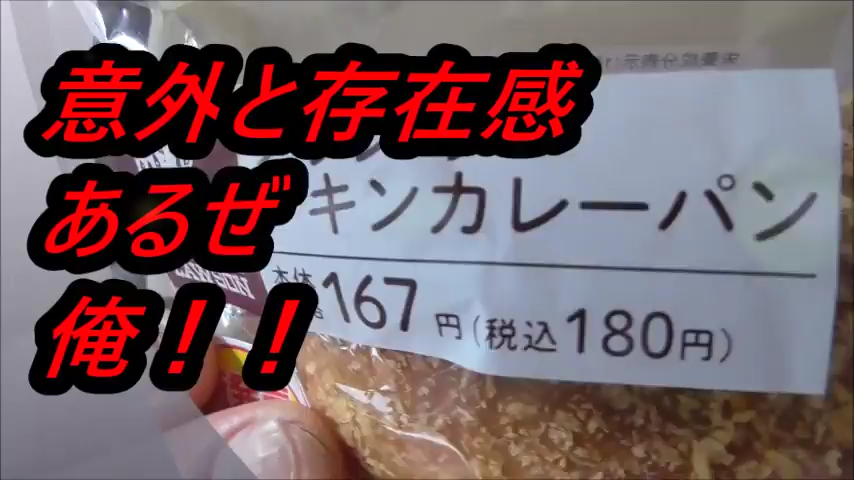 意外と存在感
あるぜ
俺！！
キンカレーパン
167円(税込180円)
LAWSON